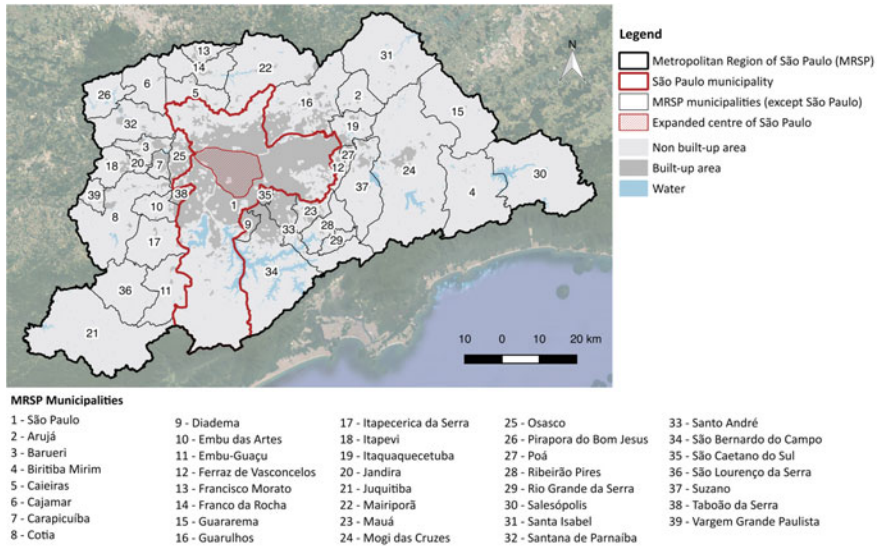 Legend
N
Metropolitan Region of São Paulo (MRSP)
São Paulo municipality
MRSP municipalities (except São Paulo)
Expanded centre of São Paulo
Non built-up area
Built-up area
Water
13
14
22
31
6
5
16
2
26
15
32
19
3
18
20
7
25
27
12
24
30
39
38
35
37
4
10
1
23
8
9
33
28
17
29
34
36
11
21
10 0 10 20 km
MRSP Municipalities
1 - São Paulo
2 - Arujá
3 - Barueri
4 - Biritiba Mirim
5 - Caieiras
6 - Cajamar
7 - Carapicuíba
8 - Cotia
9 - Diadema
10 - Embu das Artes
11 - Embu-Guaçu
12 - Ferraz de Vasconcelos
13 - Francisco Morato
14 - Franco da Rocha
15 - Guararema
16 - Guarulhos
17 - Itapecerica da Serra
18 - Itapevi
19 - Itaquaquecetuba
20 - Jandira
21 - Juquitiba
22 - Mairiporã
23 - Mauá
24 - Mogi das Cruzes
25 - Osasco
26 - Pirapora do Bom Jesus
27 - Poá
28 - Ribeirão Pires
29 - Rio Grande da Serra
30 - Salesópolis
31 - Santa Isabel
32 - Santana de Parnaíba
33 - Santo André
34 - São Bernardo do Campo
35 - São Caetano do Sul
36 - São Lourenço da Serra
37 - Suzano
38 - Taboão da Serra
39 - Vargem Grande Paulista